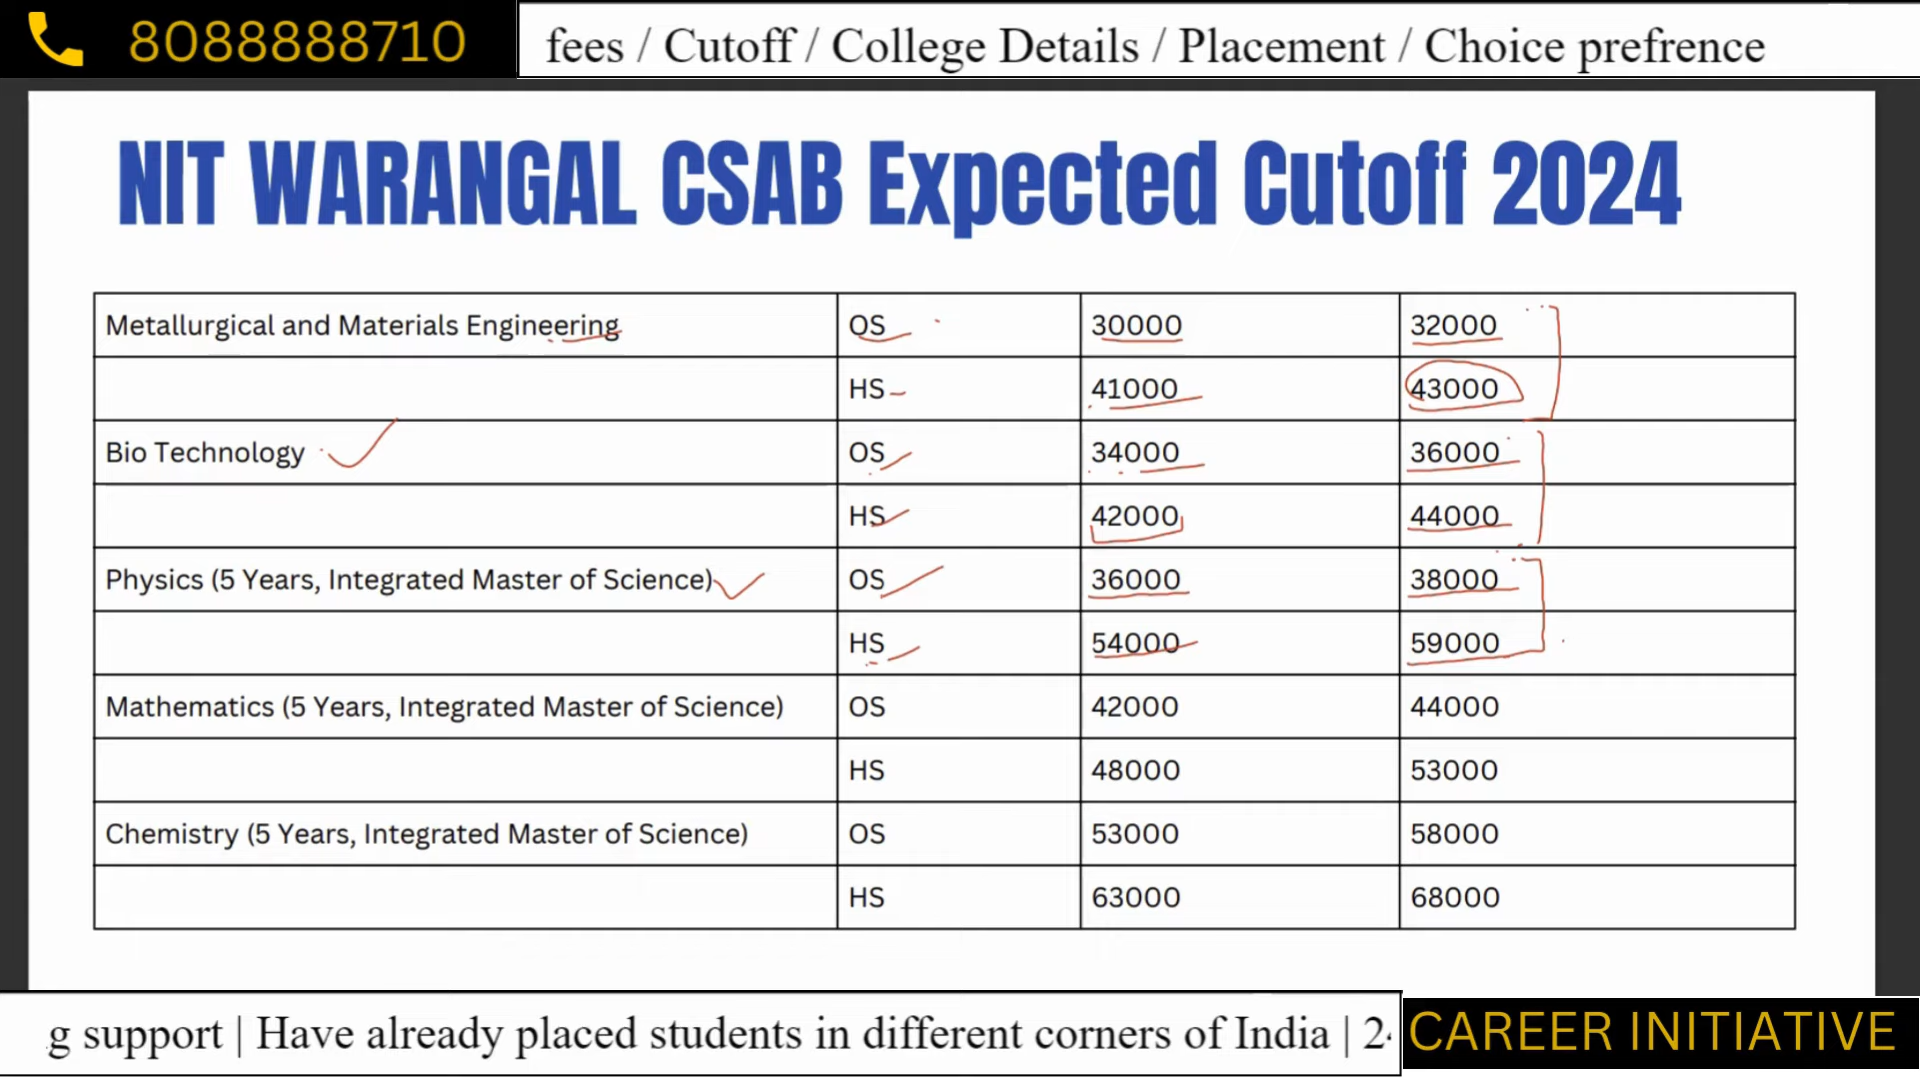 8088888710
fees / Cutoff / College Details / Placement / Choice prefrence
NIT WARANGAL CSAB Expected Cutoff 2024
Metallurgical and Materials Engineering OS 30000 32000
HS 41000 43000
Bio Technology OS 34000 36000
HS 42000 44000
Physics (5 Years, Integrated Master of Science) OS 36000 38000
HS 54000 59000
Mathematics (5 Years, Integrated Master of Science) OS 42000 44000
HS 48000 53000
Chemistry (5 Years, Integrated Master of Science) OS 53000 58000
HS 63000 68000
g support | Have already placed students in different corners of India | 2
CAREER INITIATIVE